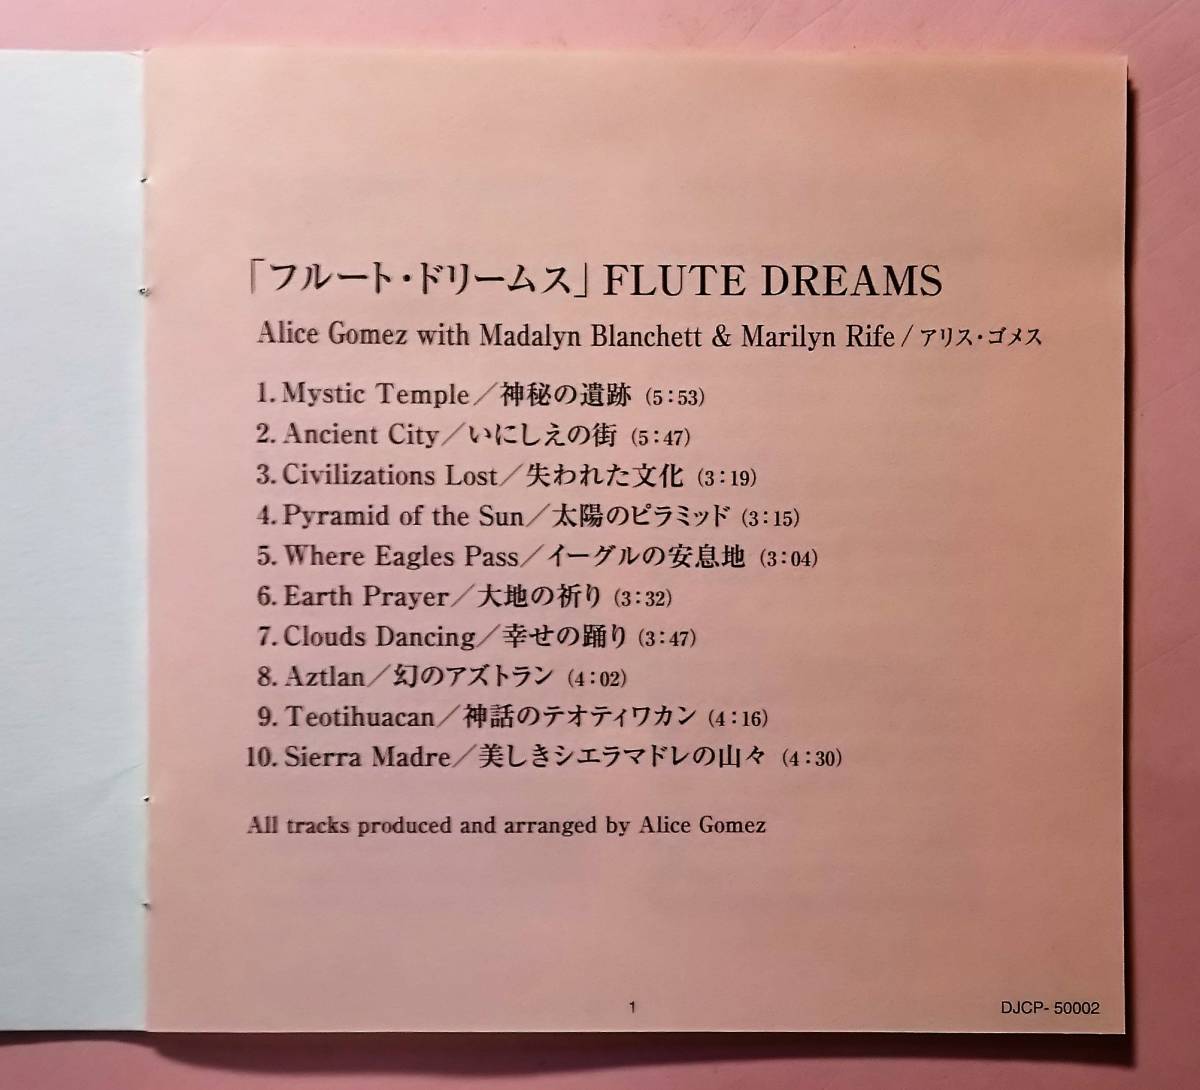 「フルート・ドリームス」FLUTE DREAMS
Alice Gomez with Madalyn Blanchett & Marilyn Rife/アリス・ゴメス
1. Mystic Temple/神秘の遺跡 (5:53)
2. Ancient City/いにしえの街 (5:47)
3. Civilizations Lost/失われた文化 (3:19)
4. Pyramid of the Sun/太陽のピラミッド (3:15)
5. Where Eagles Pass/イーグルの安息地 (3:04)
6. Earth Prayer/大地の祈り (3:32)
7. Clouds Dancing/幸せの踊り (3:47)
8. Aztlan/幻のアズトラン (4:02)
9. Teotihuacan/神話のテオティワカン (4:16)
10. Sierra Madre/美しきシエラマドレの山々 (4:30)
All tracks produced and arranged by Alice Gomez
1
DJCP- 50002